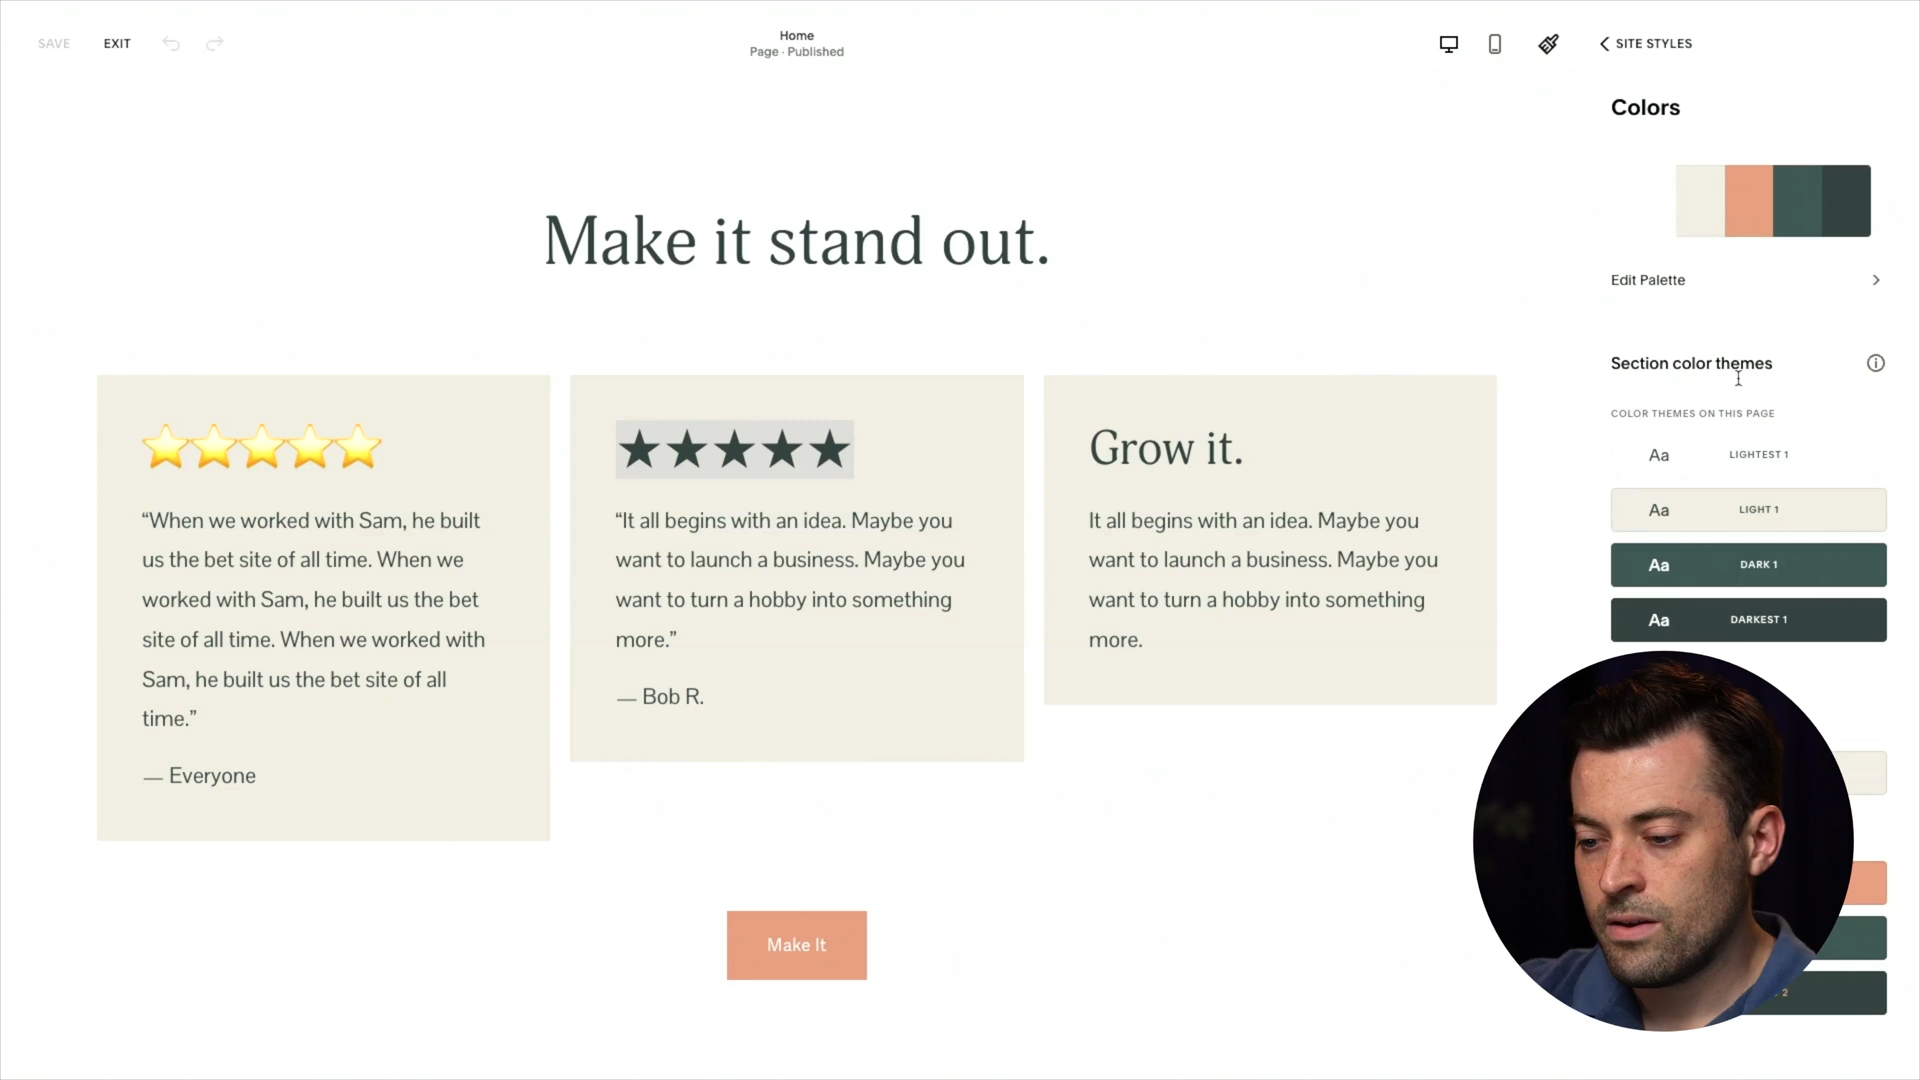 SAVE
EXIT
Home
Page · Published
SITE STYLES
Colors
Edit Palette
Section color themes
COLOR THEMES ON THIS PAGE
Aa LIGHTEST 1
Aa LIGHT 1
Aa DARK 1
Aa DARKEST 1
2
Make it stand out.
⭐⭐⭐⭐⭐
“When we worked with Sam, he built
us the bet site of all time. When we
worked with Sam, he built us the bet
site of all time. When we worked with
Sam, he built us the bet site of all
time.”
— Everyone
★★★★★
“It all begins with an idea. Maybe you
want to launch a business. Maybe you
want to turn a hobby into something
more.”
— Bob R.
Grow it.
It all begins with an idea. Maybe you
want to launch a business. Maybe you
want to turn a hobby into something
more.
Make It